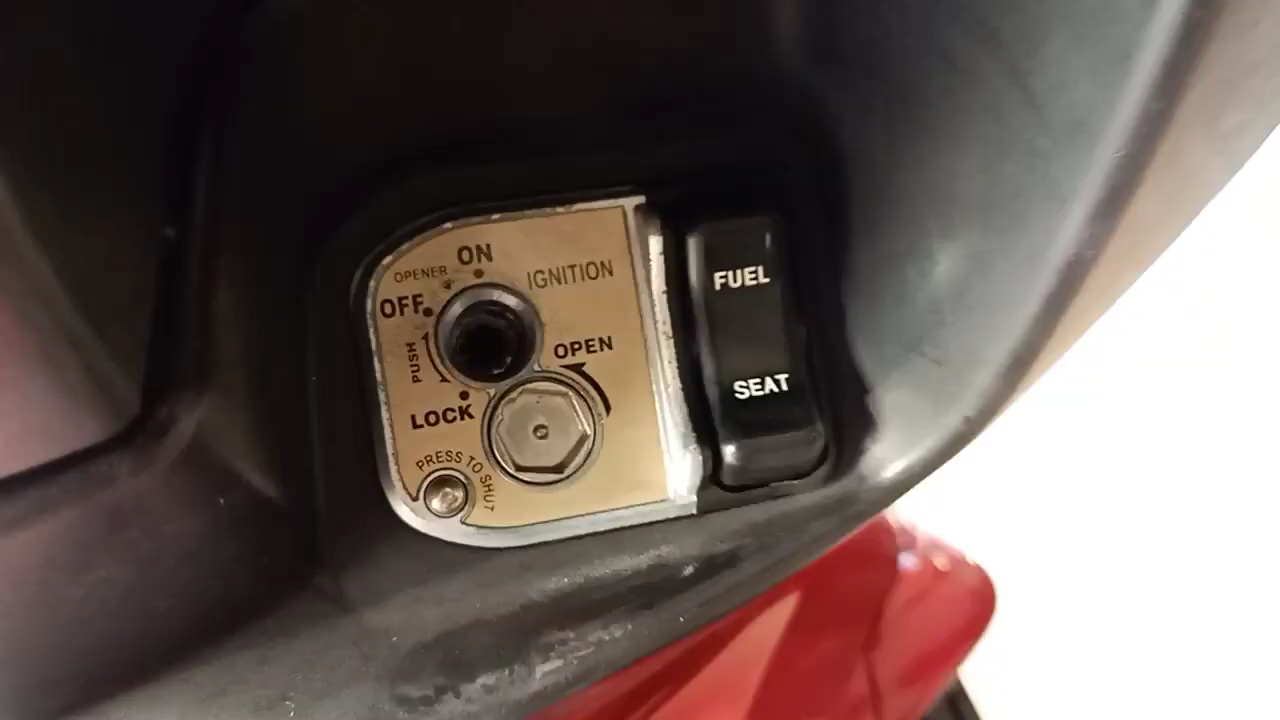 ON
OPENER
IGNITION
OFF
PUSH
OPEN
LOCK
PRESS TO SHUT
FUEL
SEAT